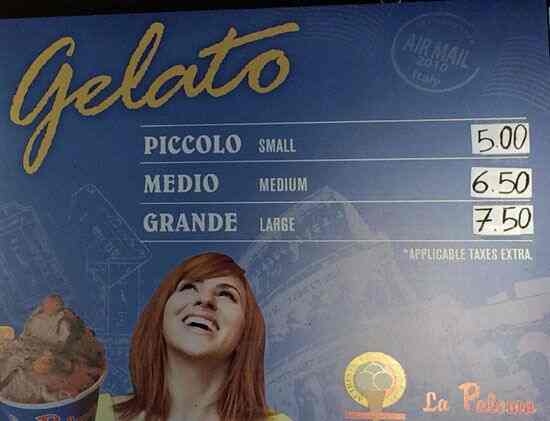 Gelato
AIR MAIL
2010
Italy
PICCOLO SMALL 5.00
MEDIO MEDIUM 6.50
GRANDE LARGE 7.50
*APPLICABLE TAXES EXTRA.
La Paloma